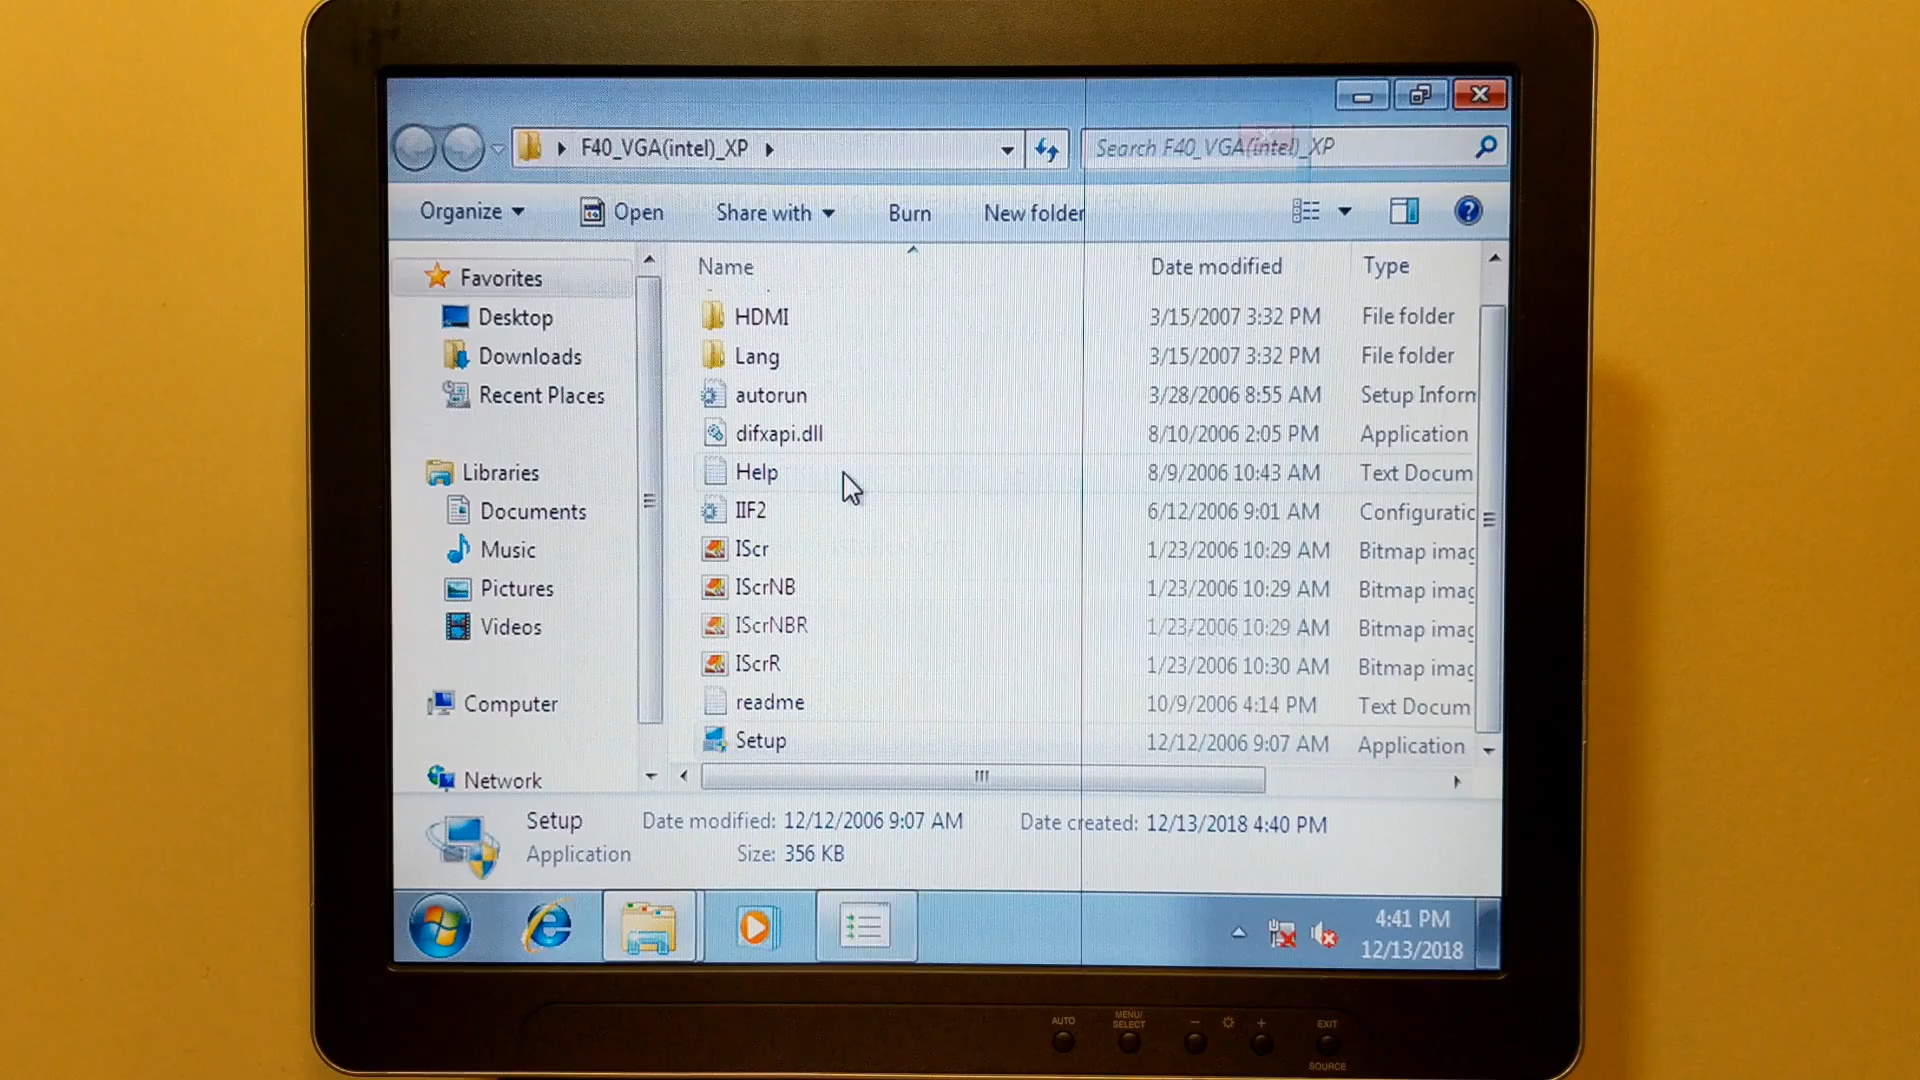 F40_VGA(intel)_XP
Search F40_VGA(intel)_XP
Organize
Open
Share with
Burn
New folder
Name
Date modified
Type
Favorites
Desktop
Downloads
Recent Places
Libraries
Documents
Music
Pictures
Videos
Computer
Network
HDMI 3/15/2007 3:32 PM File folder
Lang 3/15/2007 3:32 PM File folder
autorun 3/28/2006 8:55 AM Setup Inform
difxapi.dll 8/10/2006 2:05 PM Application
Help 8/9/2006 10:43 AM Text Docum
IIF2 6/12/2006 9:01 AM Configuratic
IScr 1/23/2006 10:29 AM Bitmap imag
IScrNB 1/23/2006 10:29 AM Bitmap imag
IScrNBR 1/23/2006 10:29 AM Bitmap imag
IScrR 1/23/2006 10:30 AM Bitmap imag
readme 10/9/2006 4:14 PM Text Docum
Setup 12/12/2006 9:07 AM Application
Setup Date modified: 12/12/2006 9:07 AM Date created: 12/13/2018 4:40 PM
Application Size: 356 KB
4:41 PM
12/13/2018
AUTO
MENU/
SELECT
− +
EXIT
SOURCE